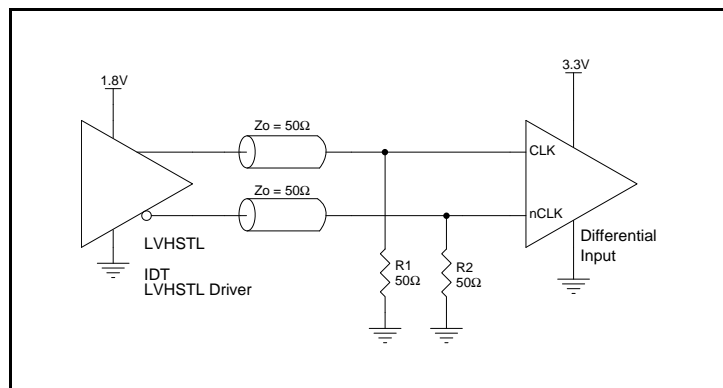 1.8V
3.3V
Zo = 50Ω
CLK
Zo = 50Ω
nCLK
LVHSTL
IDT
LVHSTL Driver
R1
50Ω
R2
50Ω
Differential
Input